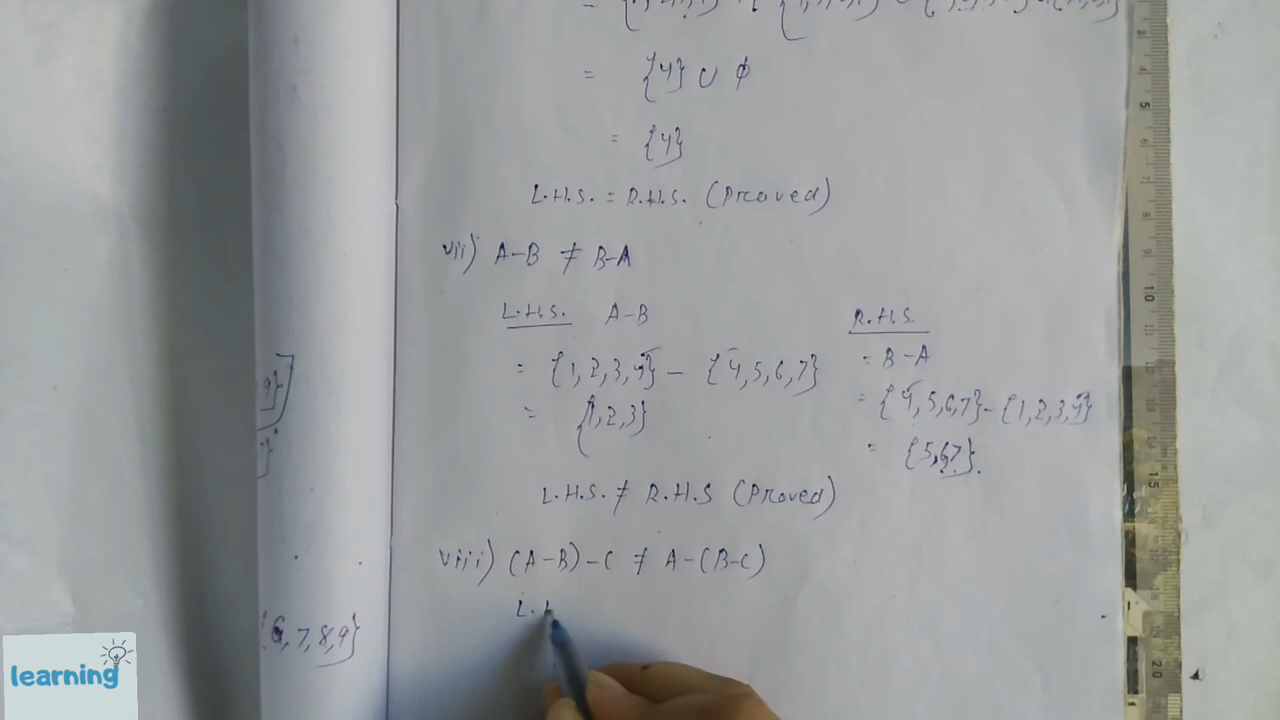 = {4} ∪ ϕ
= {4}
L.H.S. = R.H.S. (Proved)
vii) A-B ≠ B-A
L.H.S. A-B
= {1, 2, 3, 4} - {4, 5, 6, 7}
= {1, 2, 3}
R.H.S.
= B-A
= {4, 5, 6, 7} - {1, 2, 3, 4}
= {5, 6, 7}.
L.H.S. ≠ R.H.S (Proved)
viii) (A-B)-C ≠ A-(B-C)
L.
6, 7, 8, 9}
learning